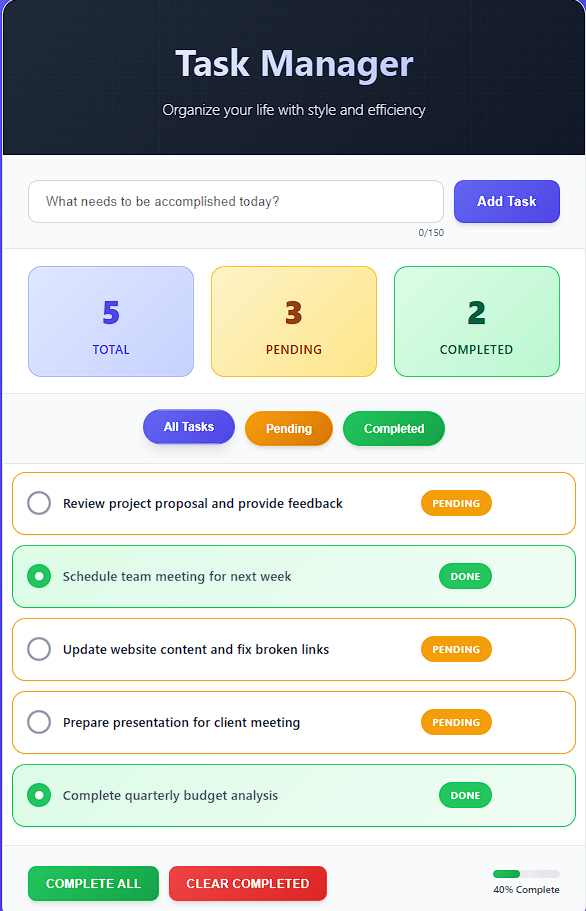 Task Manager
Organize your life with style and efficiency
What needs to be accomplished today?
Add Task
0/150
5
TOTAL
3
PENDING
2
COMPLETED
All Tasks
Pending
Completed
Review project proposal and provide feedback
PENDING
Schedule team meeting for next week
DONE
Update website content and fix broken links
PENDING
Prepare presentation for client meeting
PENDING
Complete quarterly budget analysis
DONE
COMPLETE ALL
CLEAR COMPLETED
40% Complete